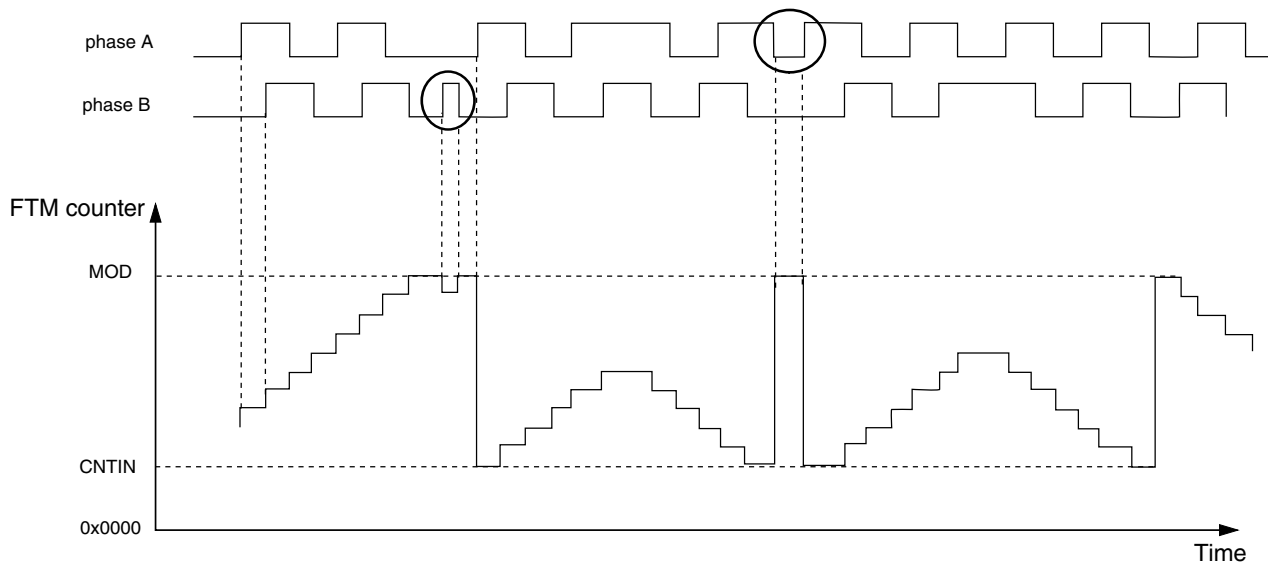 phase A
phase B
FTM counter
MOD
CNTIN
0x0000
Time